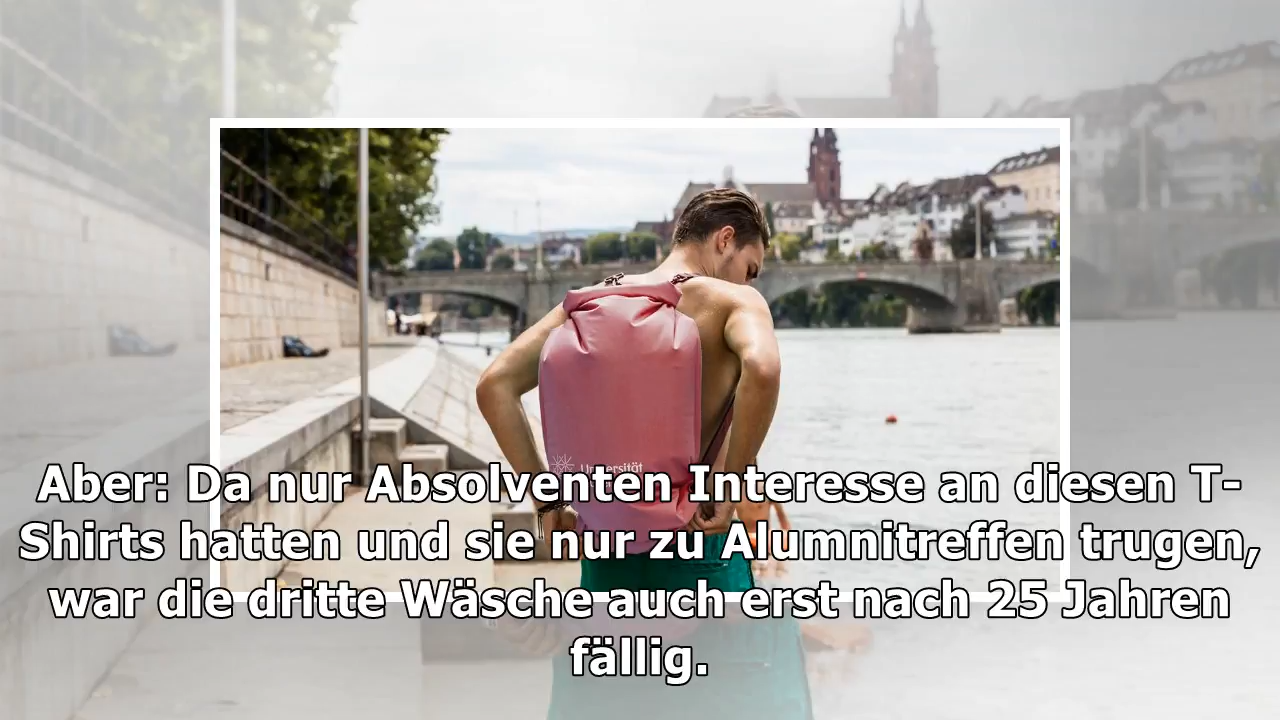 Universität
Aber: Da nur Absolventen Interesse an diesen T-
Shirts hatten und sie nur zu Alumnitreffen trugen,
war die dritte Wäsche auch erst nach 25 Jahren
fällig.